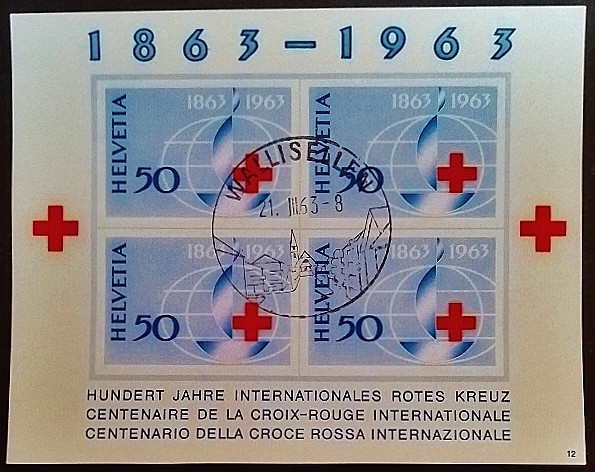 1863-1963
1863 1963
HELVETIA
50
1863 1963
HELVETIA
50
WALLISELLEN
21. III. 63-8
1863 1963
HELVETIA
50
1863 1963
HELVETIA
50
HUNDERT JAHRE INTERNATIONALES ROTES KREUZ
CENTENAIRE DE LA CROIX-ROUGE INTERNATIONALE
CENTENARIO DELLA CROCE ROSSA INTERNAZIONALE
12